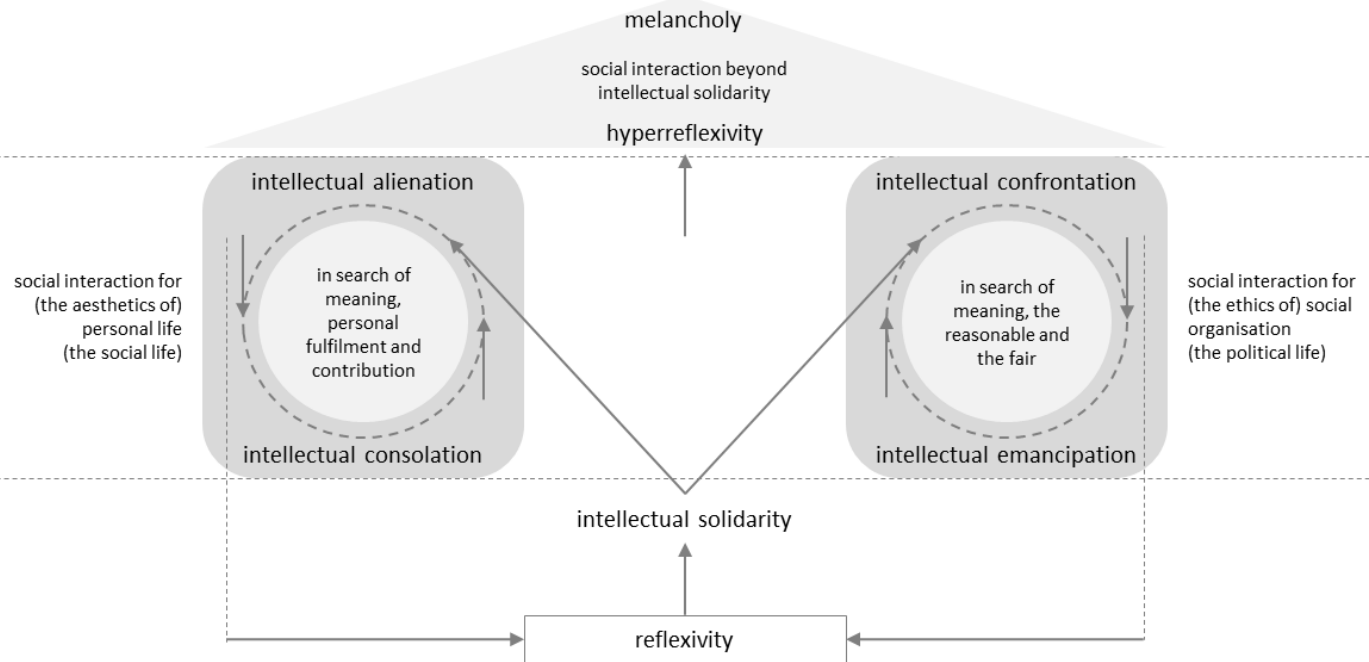 melancholy
social interaction beyond
intellectual solidarity
hyperreflexivity
intellectual alienation
intellectual confrontation
social interaction for
(the aesthetics of)
personal life
(the social life)
in search of
meaning,
personal
fulfilment and
contribution
in search of
meaning, the
reasonable and
the fair
social interaction for
(the ethics of) social
organisation
(the political life)
intellectual consolation
intellectual emancipation
intellectual solidarity
reflexivity